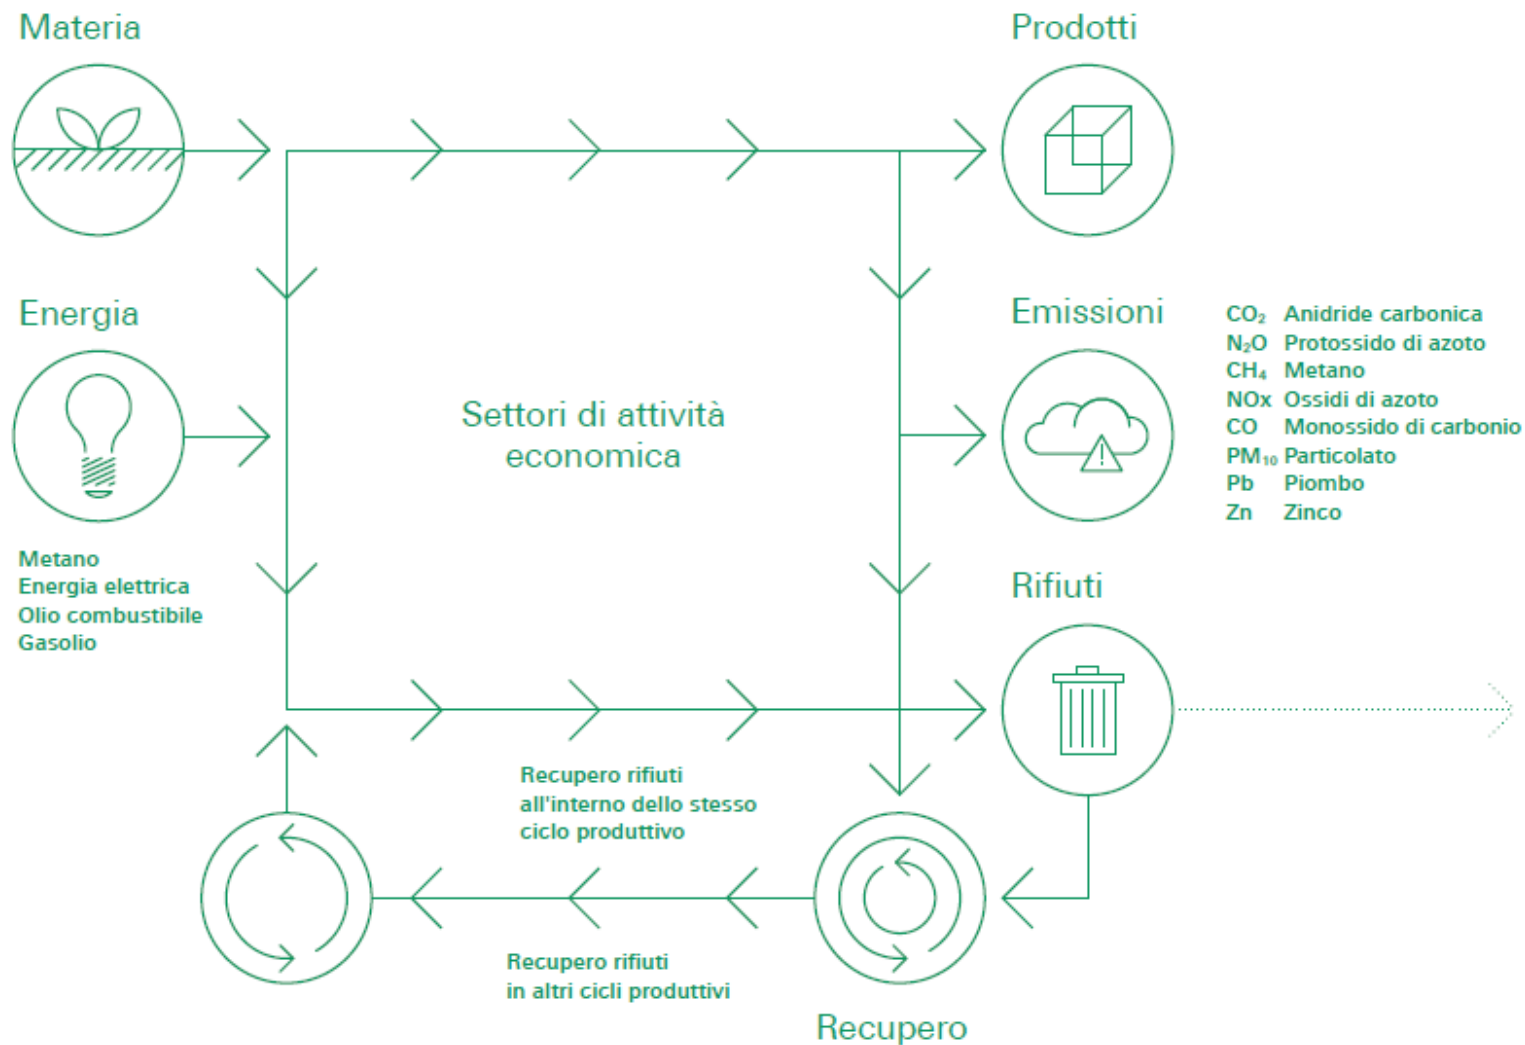 Materia
Prodotti
Energia
Metano
Energia elettrica
Olio combustibile
Gasolio
Settori di attività
economica
Emissioni
CO₂ Anidride carbonica
N₂O Protossido di azoto
CH₄ Metano
NOx Ossidi di azoto
CO Monossido di carbonio
PM₁₀ Particolato
Pb Piombo
Zn Zinco
Rifiuti
Recupero rifiuti
all'interno dello stesso
ciclo produttivo
Recupero rifiuti
in altri cicli produttivi
Recupero